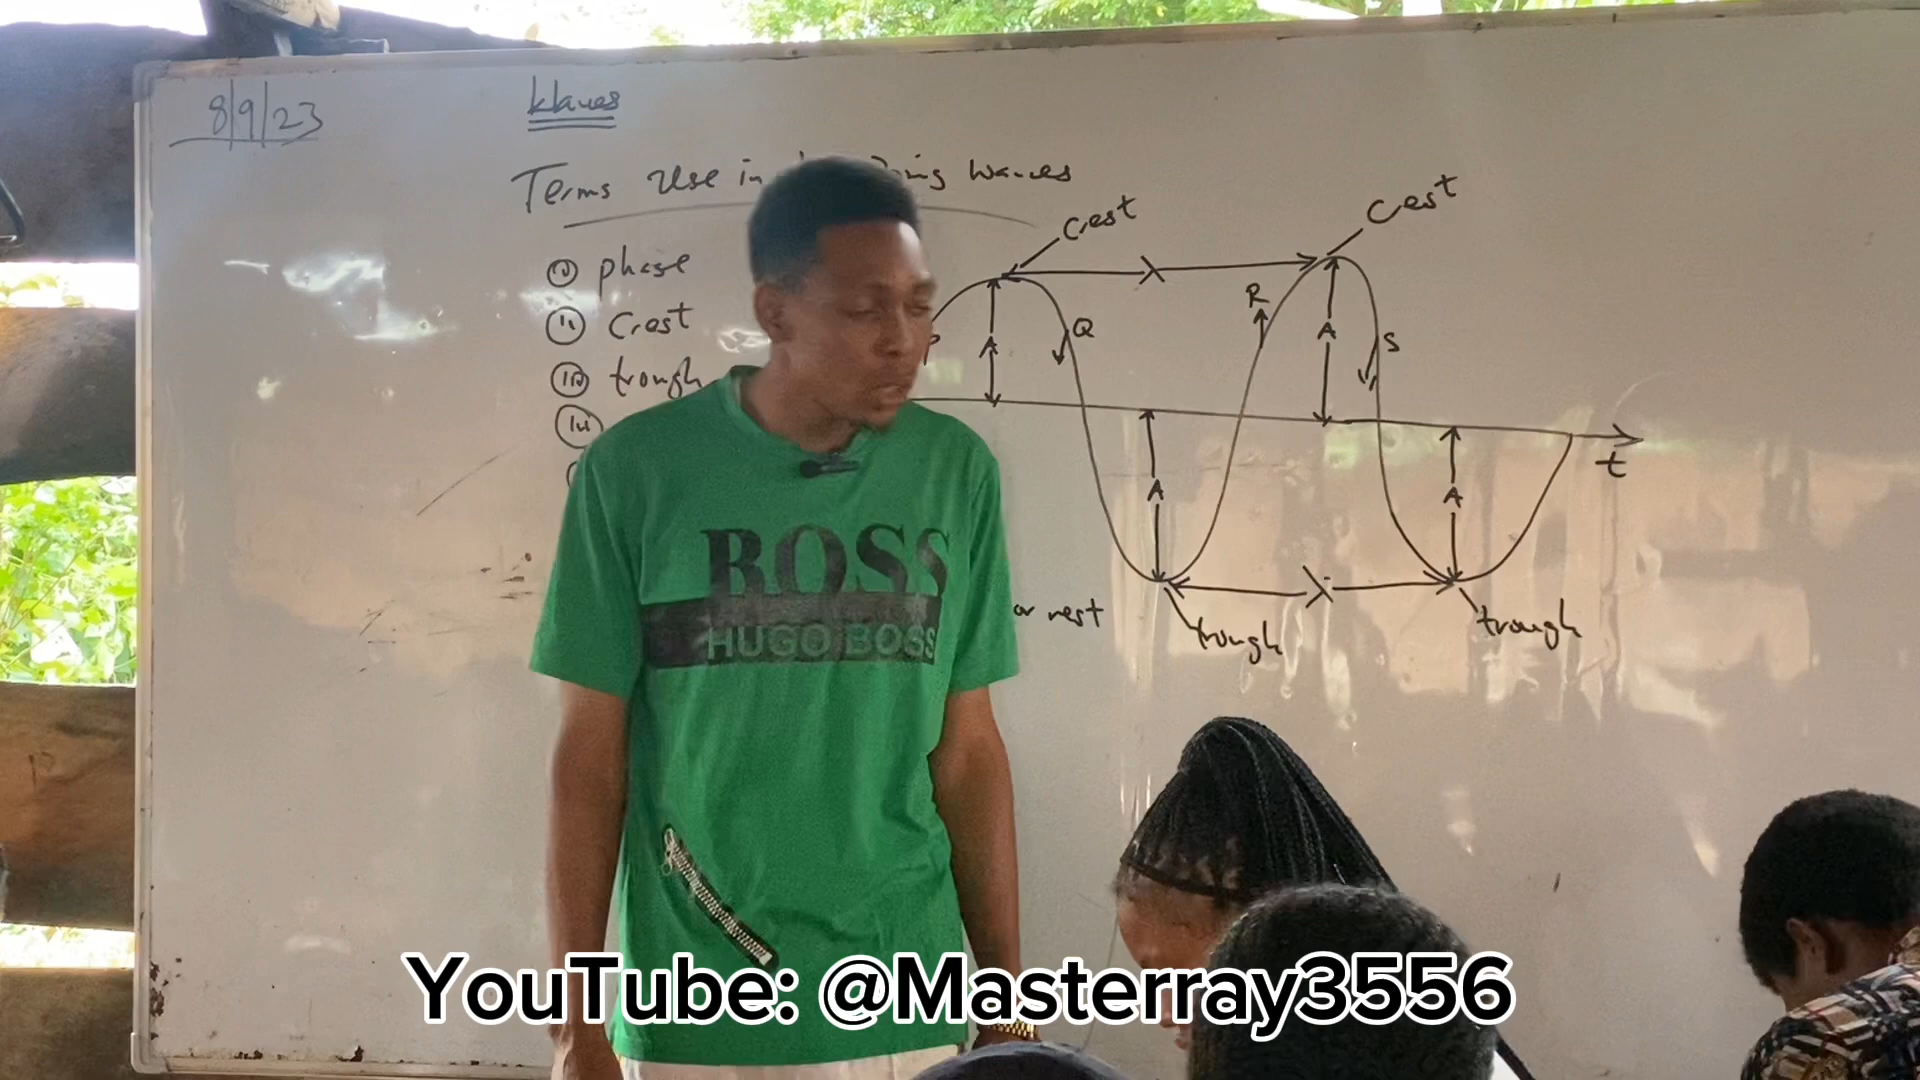 8/9/23
Waves
Terms Use in waves
(i) phase
(ii) Crest
(iii) trough
(iv)
Crest
Crest
Q
R
S
A
A
A
A
t
or rest
trough
trough
BOSS
HUGO BOSS
YouTube: @Masterray3556